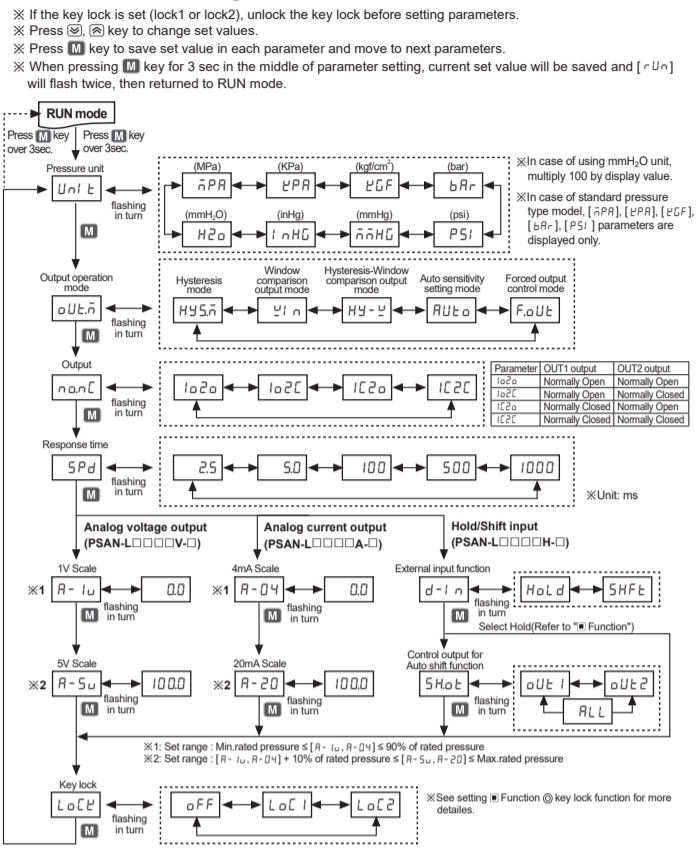 ※ If the key lock is set (lock1 or lock2), unlock the key lock before setting parameters.
※ Press , key to change set values.
※ Press M key to save set value in each parameter and move to next parameters.
※ When pressing M key for 3 sec in the middle of parameter setting, current set value will be saved and [rUn]
will flash twice, then returned to RUN mode.
RUN mode
Press M key over 3sec.
Press M key over 3sec.
Pressure unit
UnIt
flashing in turn
M
(MPa) (KPa) (kgf/cm²) (bar)
ñPA KPA KGF bAr
(mmH₂O) (inHg) (mmHg) (psi)
H2o InHG ññHG PSI
※In case of using mmH₂O unit,
multiply 100 by display value.
※In case of standard pressure
type model, [ñPA], [KPA], [KGF],
[bAr], [PSI] parameters are
displayed only.
Output operation
mode
oUt.ñ
flashing in turn
M
Hysteresis
mode
Window
comparison
output mode
Hysteresis-Window
comparison output
mode
Auto sensitivity
setting mode
Forced output
control mode
HYS.ñ WIn HY-W AUto F.oUt
Output
no.nC
flashing in turn
M
1o2o 1o2C 1C2o 1C2C
Parameter OUT1 output OUT2 output
1o2o Normally Open Normally Open
1o2C Normally Open Normally Closed
1C2o Normally Closed Normally Open
1C2C Normally Closed Normally Closed
Response time
SPd
flashing in turn
M
2.5 5.0 100 500 1000
※Unit: ms
Analog voltage output
(PSAN-L□□□□V-□)
Analog current output
(PSAN-L□□□□A-□)
Hold/Shift input
(PSAN-L□□□□H-□)
1V Scale
※1 A-1v 0.0
M flashing in turn
4mA Scale
※1 A-04 0.0
M flashing in turn
External input function
d-In HoLd SHFt
M flashing in turn
Select Hold(Refer to "▣ Function")
5V Scale
※2 A-5v 100.0
M flashing in turn
20mA Scale
※2 A-20 100.0
M flashing in turn
Control output for
Auto shift function
SH.ot oUt1 oUt2
ALL
M flashing in turn
※1: Set range : Min.rated pressure ≤ [A-1v, A-04] ≤ 90% of rated pressure
※2: Set range : [A-1v, A-04] + 10% of rated pressure ≤ [A-5v, A-20] ≤ Max.rated pressure
Key lock
LoCK
flashing in turn
M
oFF LoC1 LoC2
※See setting ▣ Function ◎ key lock function for more
detailes.